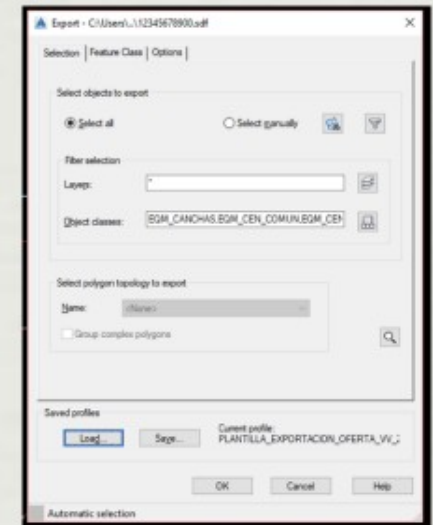 Export - C:\Users\...\12345678900.sdf
Selection Feature Class Options
Select objects to export
Select all Select manually
Filter selection
Layers: *
Object classes: EQM_CANCHAS,EQM_CEN_COMUN,EQM_CEN
Select polygon topology to export
Name: <None>
Group complex polygons
Saved profiles
Load... Save... Current profile:
PLANTILLA_EXPORTACION_OFERTA_VV_2
OK Cancel Help
Automatic selection